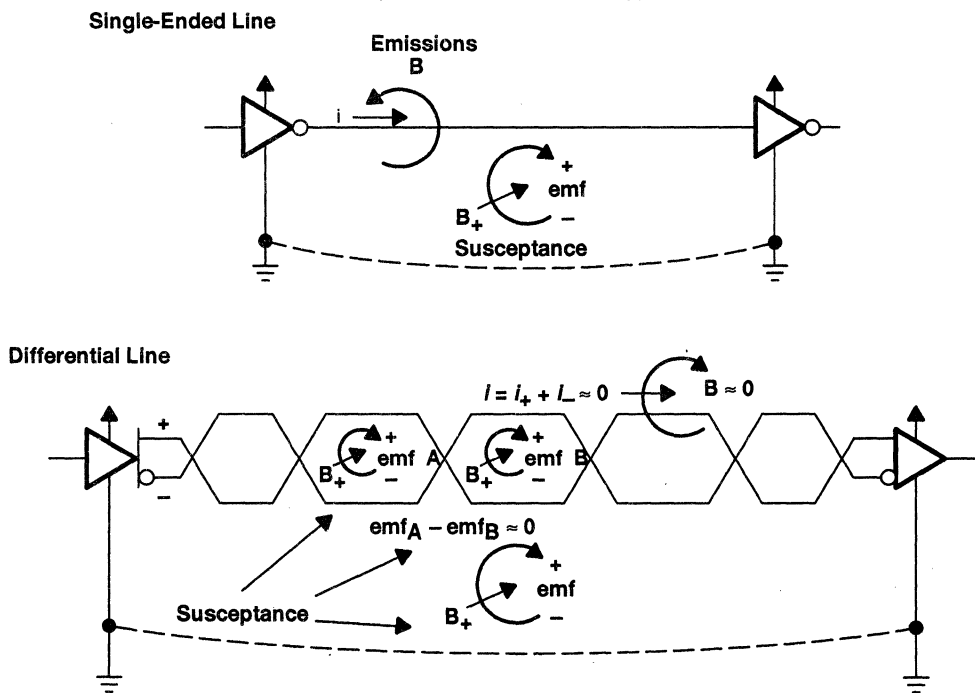 Single-Ended Line
Emissions
B
i
+
emf
B+
–
Susceptance
Differential Line
i = i+ + I– ≈ 0
B ≈ 0
+
–
+
emf A
B+
–
+
emf B
B+
–
emfA – emfB ≈ 0
+
emf
B+
–
Susceptance